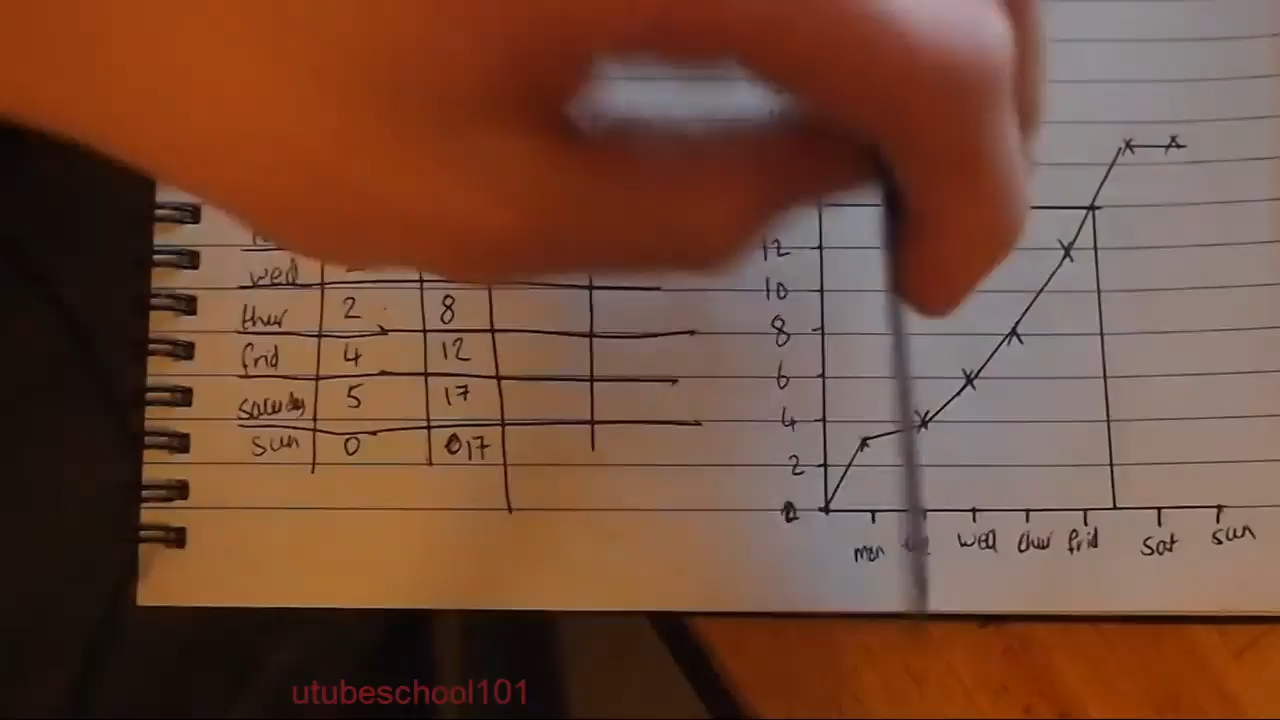 wed
thur 2 8
frid 4 12
saturday 5 17
sun 0 017
12
10
8
6
4
2
0
mon wed thur frid sat sun
utubeschool101